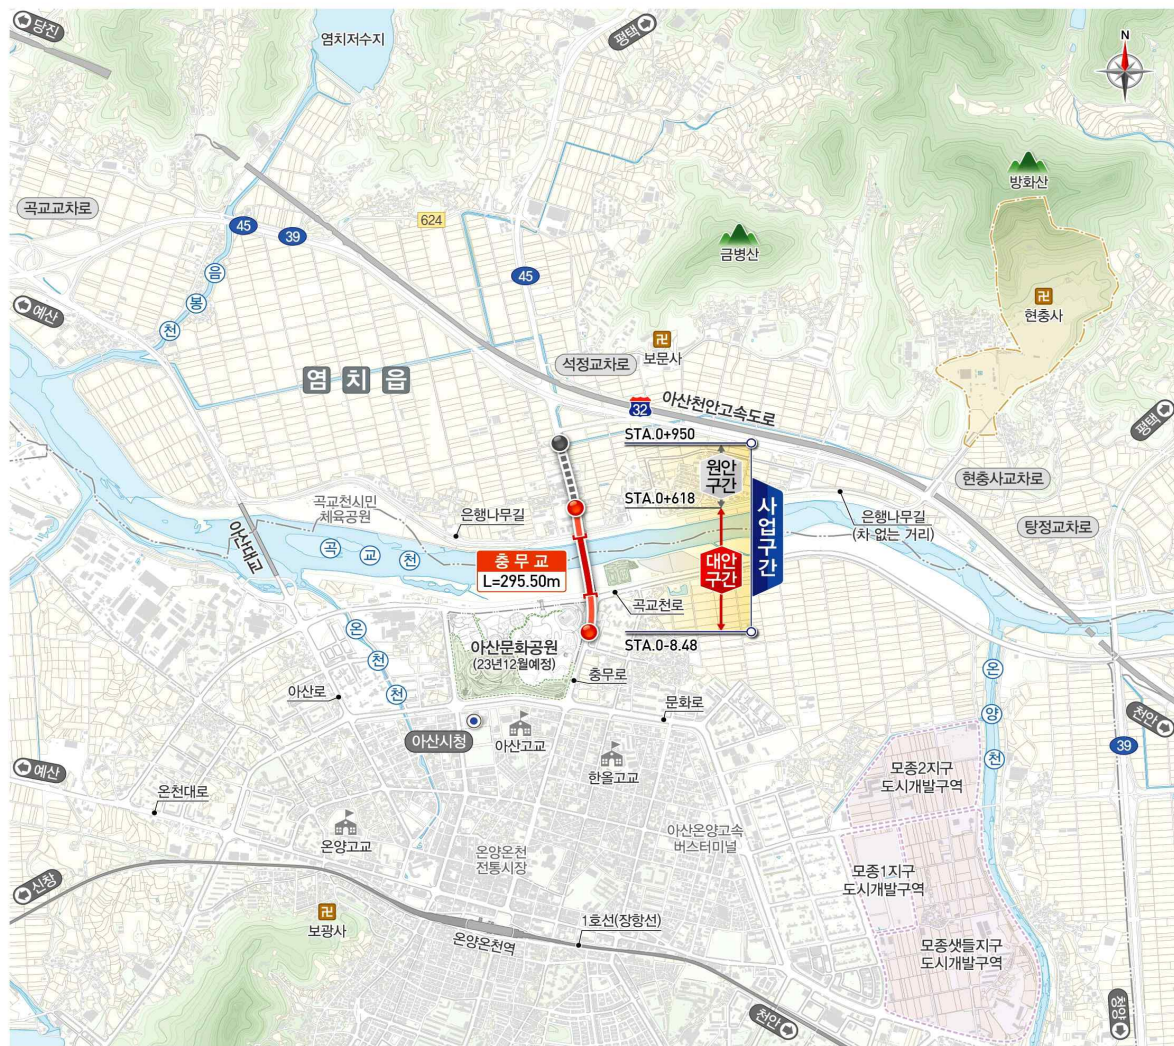 당진
염치저수지
평택
N
방화산
곡교교차로
45
39
624
금병산
45
음
봉
천
현충사
예산
보문사
석정교차로
염치읍
32
아산천안고속도로
평택
STA.0+950
원안
구간
현충사교차로
STA.0+618
사업구간
곡교천시민
체육공원
은행나무길
은행나무길
(차 없는 거리)
탕정교차로
아산대교
곡교천
충무교
L=295.50m
대안
구간
곡교천로
STA.0-8.48
온
천
천
아산문화공원
(23년12월예정)
충무로
아산로
문화로
온
양
천
아산시청
아산고교
한올고교
천안
39
예산
모종2지구
도시개발구역
온천대로
온양고교
아산온양고속
버스터미널
온양온천
전통시장
모종1지구
도시개발구역
신창
보광사
1호선(장항선)
온양온천역
모종샛들지구
도시개발구역
천안
청양